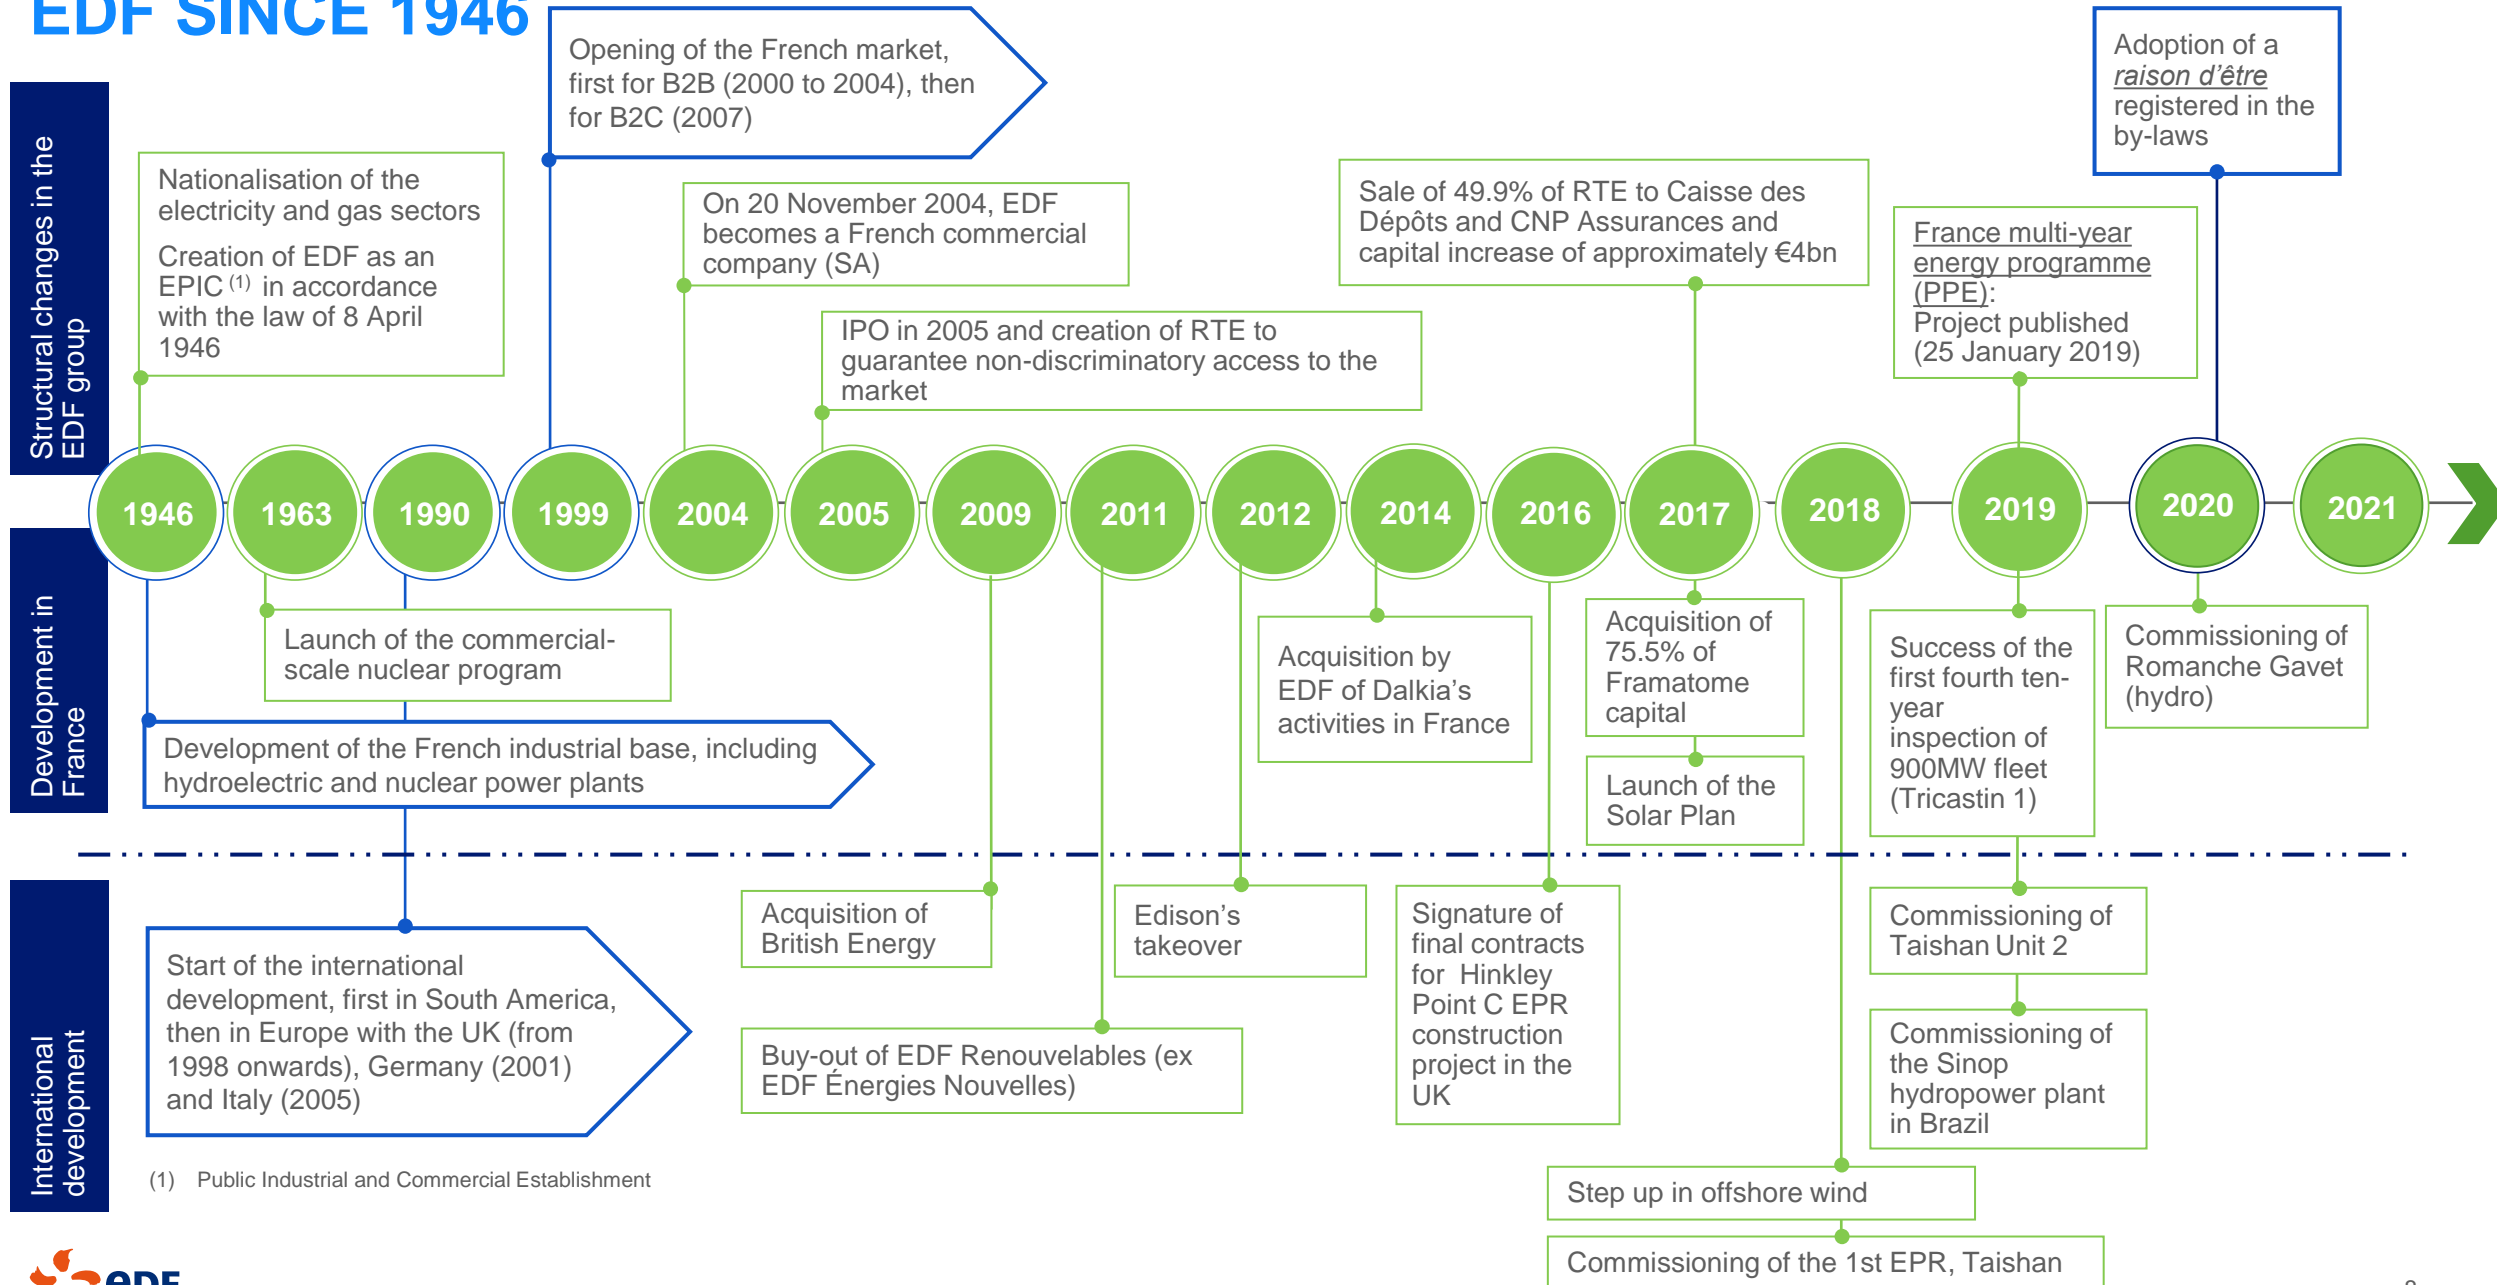 EDF SINCE 1946
Structural changes in the
EDF group
Opening of the French market,
first for B2B (2000 to 2004), then
for B2C (2007)
Adoption of a
raison d'être
registered in the
by-laws
Nationalisation of the
electricity and gas sectors
Creation of EDF as an
EPIC (1) in accordance
with the law of 8 April
1946
On 20 November 2004, EDF
becomes a French commercial
company (SA)
IPO in 2005 and creation of RTE to
guarantee non-discriminatory access to the
market
Sale of 49.9% of RTE to Caisse des
Dépôts and CNP Assurances and
capital increase of approximately €4bn
France multi-year
energy programme
(PPE):
Project published
(25 January 2019)
1946
1963
1990
1999
2004
2005
2009
2011
2012
2014
2016
2017
2018
2019
2020
2021
Development in
France
Launch of the commercial-
scale nuclear program
Development of the French industrial base, including
hydroelectric and nuclear power plants
Acquisition by
EDF of Dalkia's
activities in France
Acquisition of
75.5% of
Framatome
capital
Launch of the
Solar Plan
Success of the
first fourth ten-
year
inspection of
900MW fleet
(Tricastin 1)
Commissioning of
Romanche Gavet
(hydro)
International
development
Start of the international
development, first in South America,
then in Europe with the UK (from
1998 onwards), Germany (2001)
and Italy (2005)
Acquisition of
British Energy
Buy-out of EDF Renouvelables (ex
EDF Énergies Nouvelles)
Edison's
takeover
Signature of
final contracts
for Hinkley
Point C EPR
construction
project in the
UK
Commissioning of
Taishan Unit 2
Commissioning of
the Sinop
hydropower plant
in Brazil
Step up in offshore wind
Commissioning of the 1st EPR, Taishan
(1) Public Industrial and Commercial Establishment
eDF